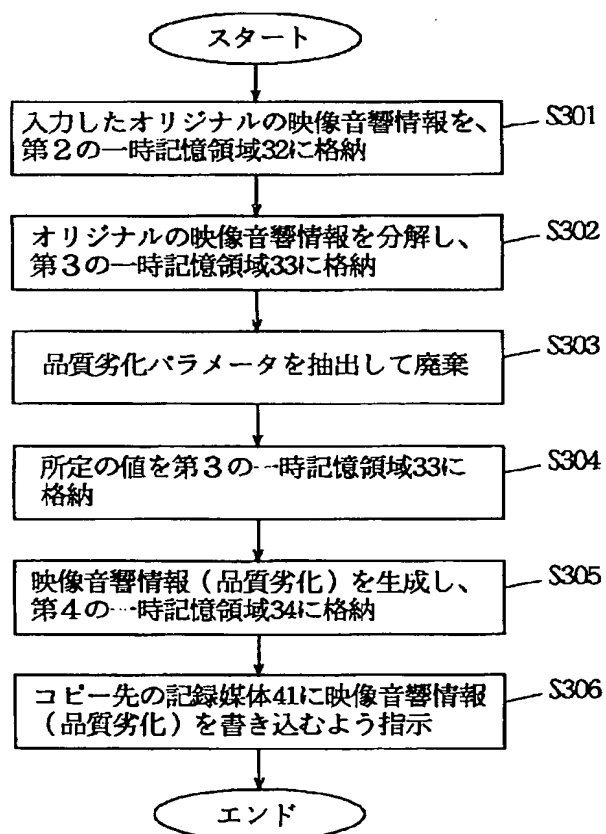 スタート
入力したオリジナルの映像音響情報を、
第2の一時記憶領域32に格納
S301
オリジナルの映像音響情報を分解し、
第3の一時記憶領域33に格納
S302
品質劣化パラメータを抽出して廃棄
S303
所定の値を第3の一時記憶領域33に
格納
S304
映像音響情報(品質劣化)を生成し、
第4の一時記憶領域34に格納
S305
コピー先の記録媒体41に映像音響情報
(品質劣化)を書き込むよう指示
S306
エンド